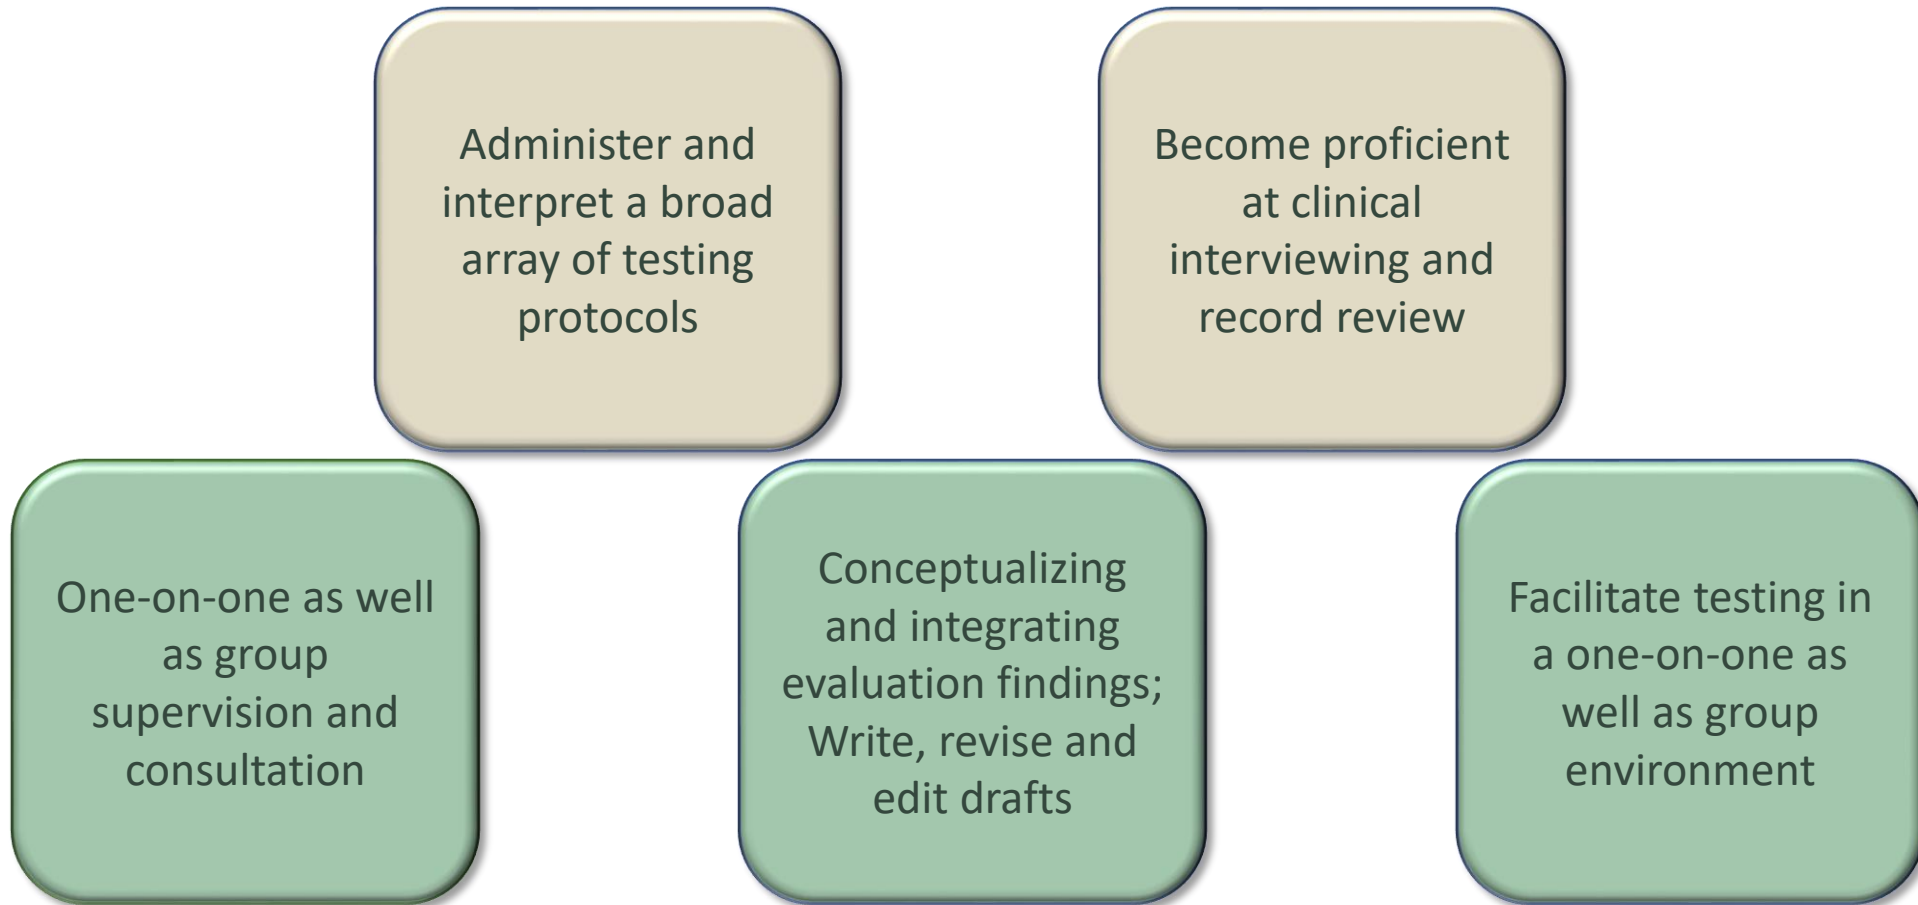 Administer and
interpret a broad
array of testing
protocols
Become proficient
at clinical
interviewing and
record review
One-on-one as well
as group
supervision and
consultation
Conceptualizing
and integrating
evaluation findings;
Write, revise and
edit drafts
Facilitate testing in
a one-on-one as
well as group
environment